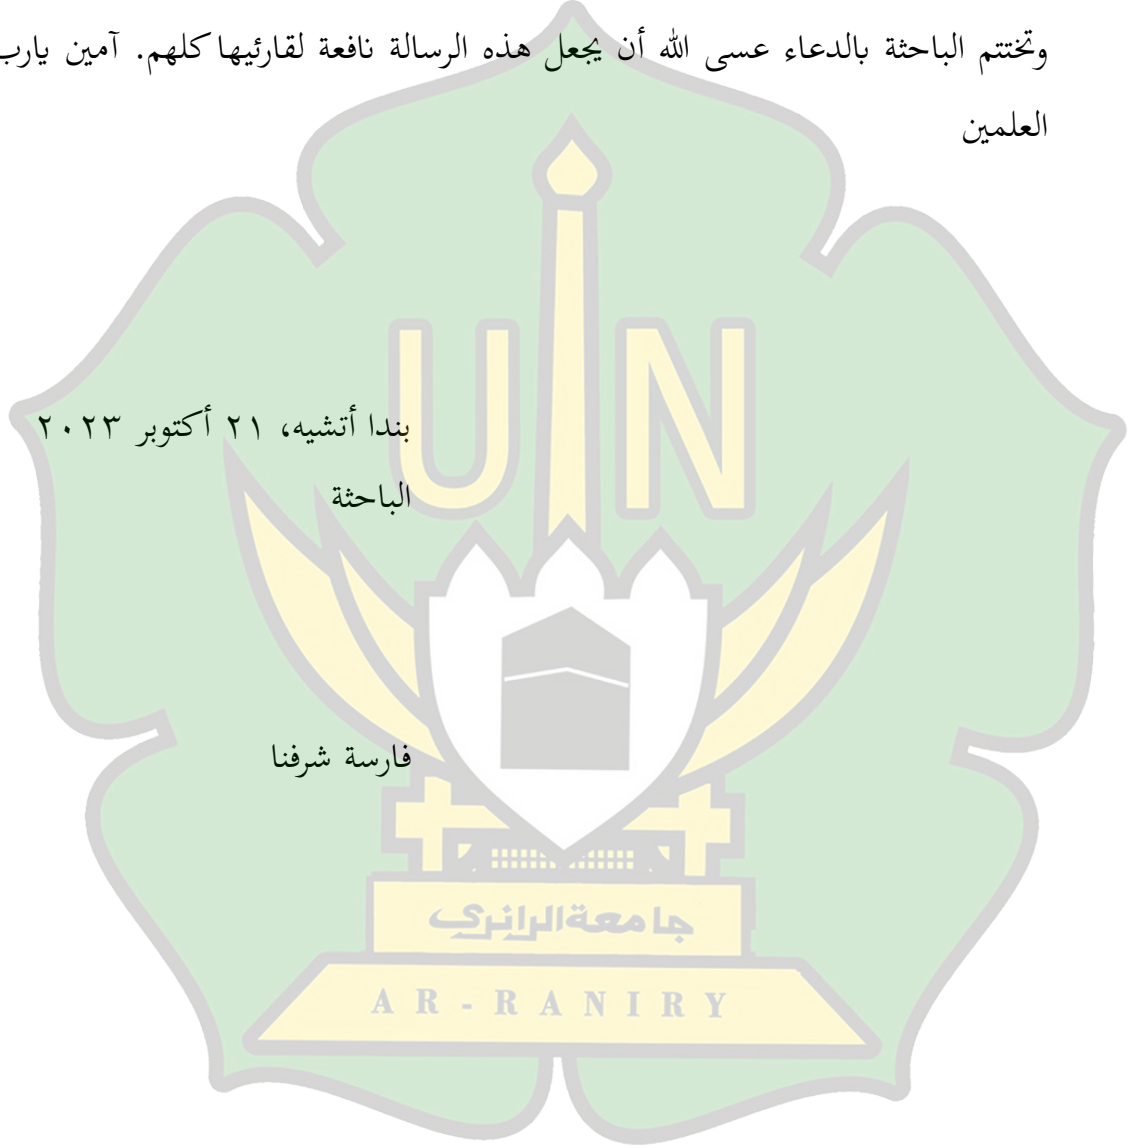 وتختتم الباحثة بالدعاء عسى الله أن يجعل هذه الرسالة نافعة لقارئيها كلهم. آمين يارب
العلمين
UIN
بندا أتشيه، ٢١ أكتوبر ٢٠٢٣
الباحثة
فارسة شرفنا
جامعة الرانري
AR-RANIRY